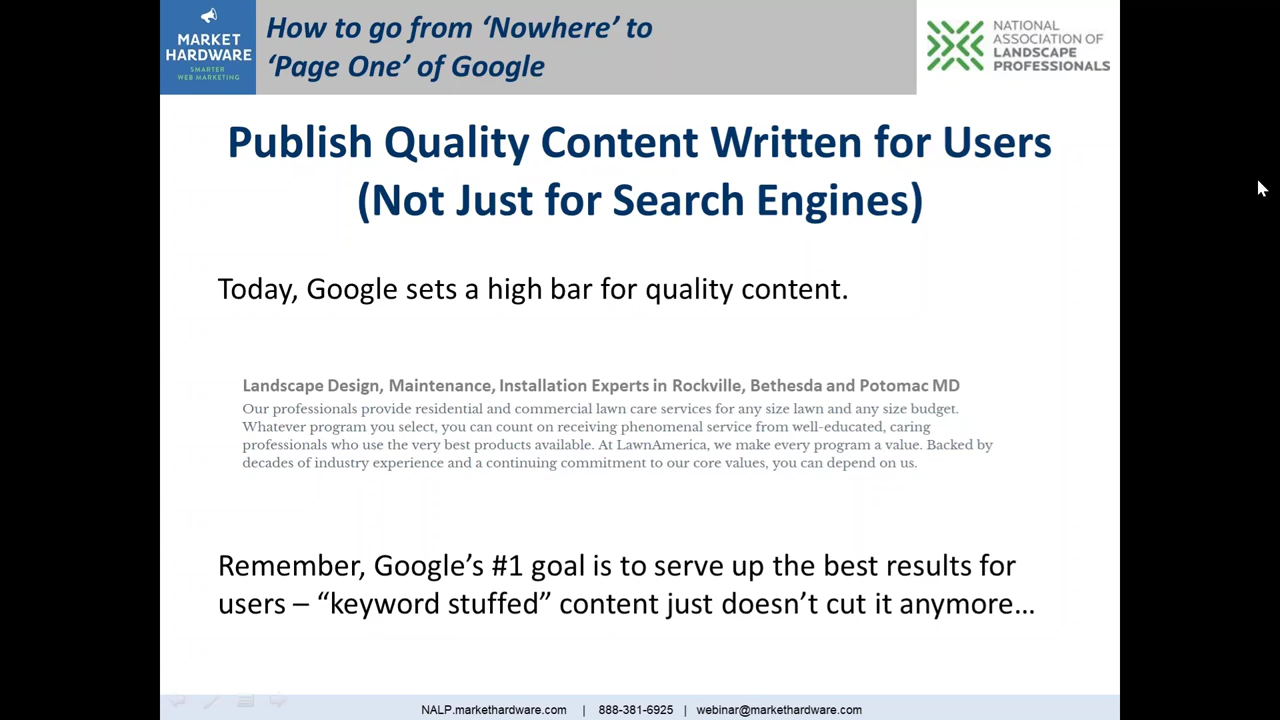 MARKET
HARDWARE
SMARTER
WEB MARKETING
How to go from ‘Nowhere’ to
‘Page One’ of Google
NATIONAL
ASSOCIATION OF
LANDSCAPE
PROFESSIONALS
Publish Quality Content Written for Users
(Not Just for Search Engines)
Today, Google sets a high bar for quality content.
Landscape Design, Maintenance, Installation Experts in Rockville, Bethesda and Potomac MD
Our professionals provide residential and commercial lawn care services for any size lawn and any size budget.
Whatever program you select, you can count on receiving phenomenal service from well-educated, caring
professionals who use the very best products available. At LawnAmerica, we make every program a value. Backed by
decades of industry experience and a continuing commitment to our core values, you can depend on us.
Remember, Google’s #1 goal is to serve up the best results for
users – “keyword stuffed” content just doesn’t cut it anymore…
NALP.markethardware.com | 888-381-6925 | webinar@markethardware.com